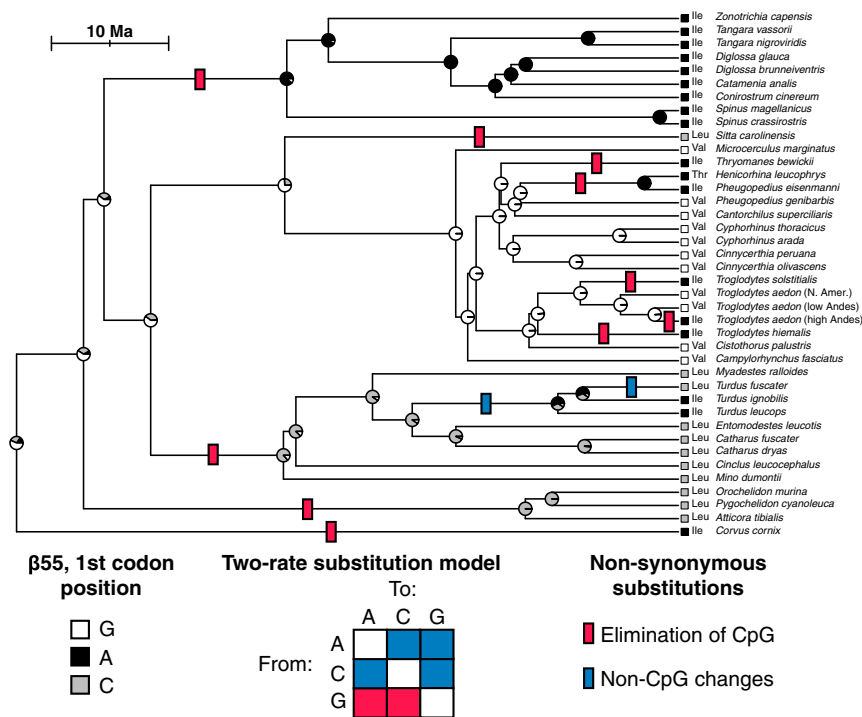 10 Ma
Ile Zonotrichia capensis
Ile Tangara vassorii
Ile Tangara nigroviridis
Ile Diglossa glauca
Ile Diglossa brunneiventris
Ile Catamenia analis
Ile Conirostrum cinereum
Ile Spinus magellanicus
Ile Spinus crassirostris
Leu Sitta carolinensis
Val Microcerculus marginatus
Ile Thryomanes bewickii
Thr Henicorhina leucophrys
Ile Pheugopedius eisenmanni
Val Pheugopedius genibarbis
Val Cantorchilus superciliaris
Val Cyphorhinus thoracicus
Val Cyphorhinus arada
Val Cinnycerthia peruana
Val Cinnycerthia olivascens
Ile Troglodytes solstitialis
Val Troglodytes aedon (N. Amer.)
Val Troglodytes aedon (low Andes)
Ile Troglodytes aedon (high Andes)
Ile Troglodytes hiemalis
Val Cistothorus palustris
Val Campylorhynchus fasciatus
Leu Myadestes ralloides
Leu Turdus fuscater
Ile Turdus ignobilis
Ile Turdus leucops
Leu Entomodestes leucotis
Leu Catharus fuscater
Leu Catharus dryas
Leu Cinclus leucocephalus
Leu Mino dumontii
Leu Orochelidon murina
Leu Pygochelidon cyanoleuca
Leu Atticora tibialis
Ile Corvus cornix
β55, 1st codon
position
G
A
C
Two-rate substitution model
To:
A C G
From:
A
C
G
Non-synonymous
substitutions
Elimination of CpG
Non-CpG changes